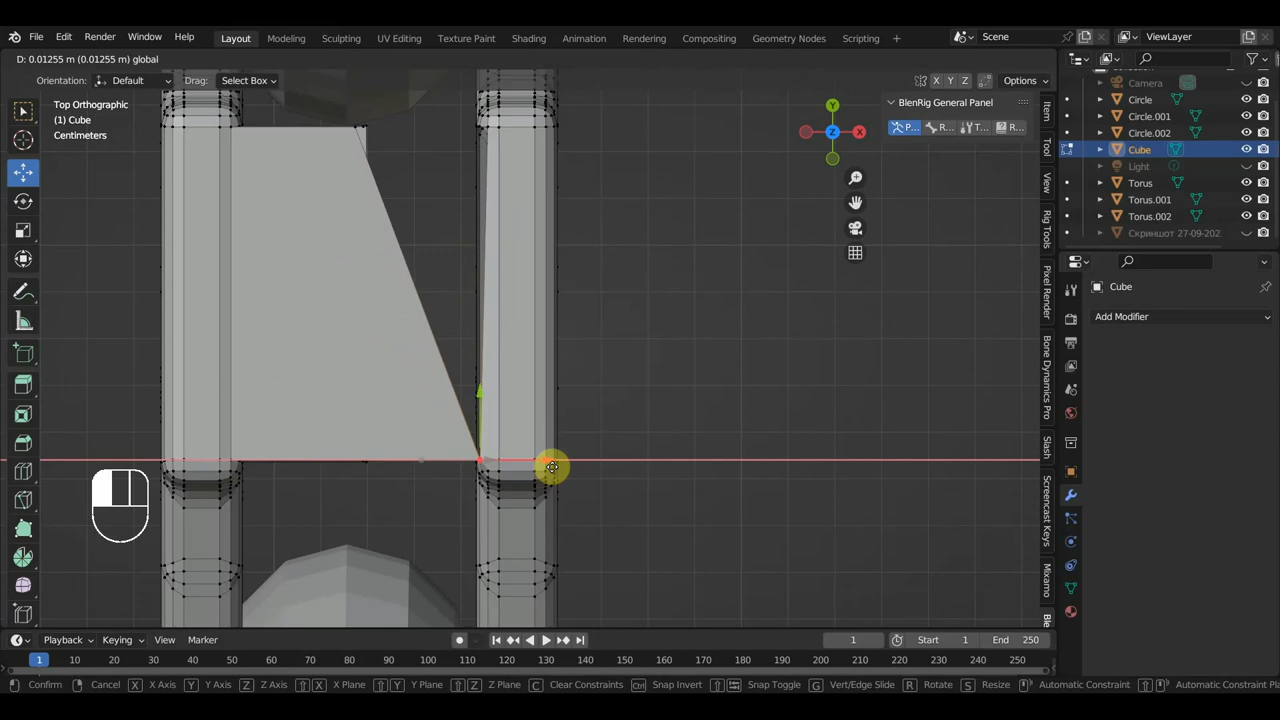 File Edit Render Window Help Layout Modeling Sculpting UV Editing Texture Paint Shading Animation Rendering Compositing Geometry Nodes Scripting + Scene ViewLayer
D: 0.01255 m (0.01255 m) global
Orientation: Default Drag: Select Box X Y Z Options
Top Orthographic
(1) Cube
Centimeters
Y
X
Z
BlenRig General Panel
P... R... T... R...
Item
Tool
View
Rig Tools
Pixel Render
Bone Dynamics Pro
Slash
Screencast Keys
Mixamo
Ble
Camera
Circle
Circle.001
Circle.002
Cube
Light
Torus
Torus.001
Torus.002
Скриншот 27-09-202.
Cube
Add Modifier
Playback Keying View Marker 1 Start 1 End 250
1 10 20 30 40 50 60 70 80 90 100 110 120 130 140 150 160 170 180 190 200 210 220 230 240 250
Confirm Cancel X X Axis Y Y Axis Z Z Axis X X Plane Y Y Plane Z Z Plane C Clear Constraints Ctrl Snap Invert Snap Toggle G Vert/Edge Slide R Rotate S Resize Automatic Constraint Automatic Constraint Plane